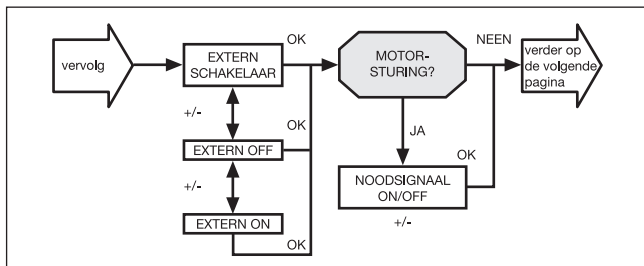 vervolg
EXTERN
SCHAKELAAR
OK
+/-
EXTERN OFF
OK
+/-
EXTERN ON
OK
MOTOR-
STURING?
NEEN
JA
NOODSIGNAAL
ON/OFF
+/-
OK
verder op
de volgende
pagina